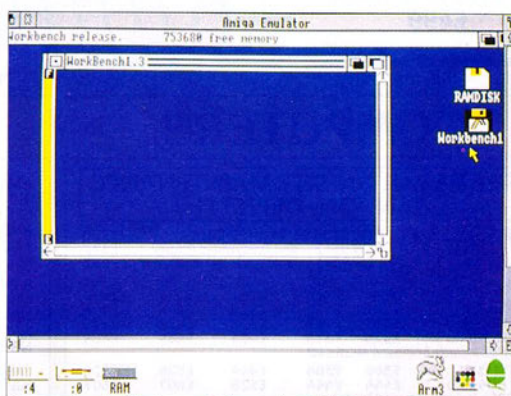 Amiga Emulator
Workbench release. 753680 free memory
WorkBench1.3
RAMDISK
Workbench1
:4 :0 RAM Arm3